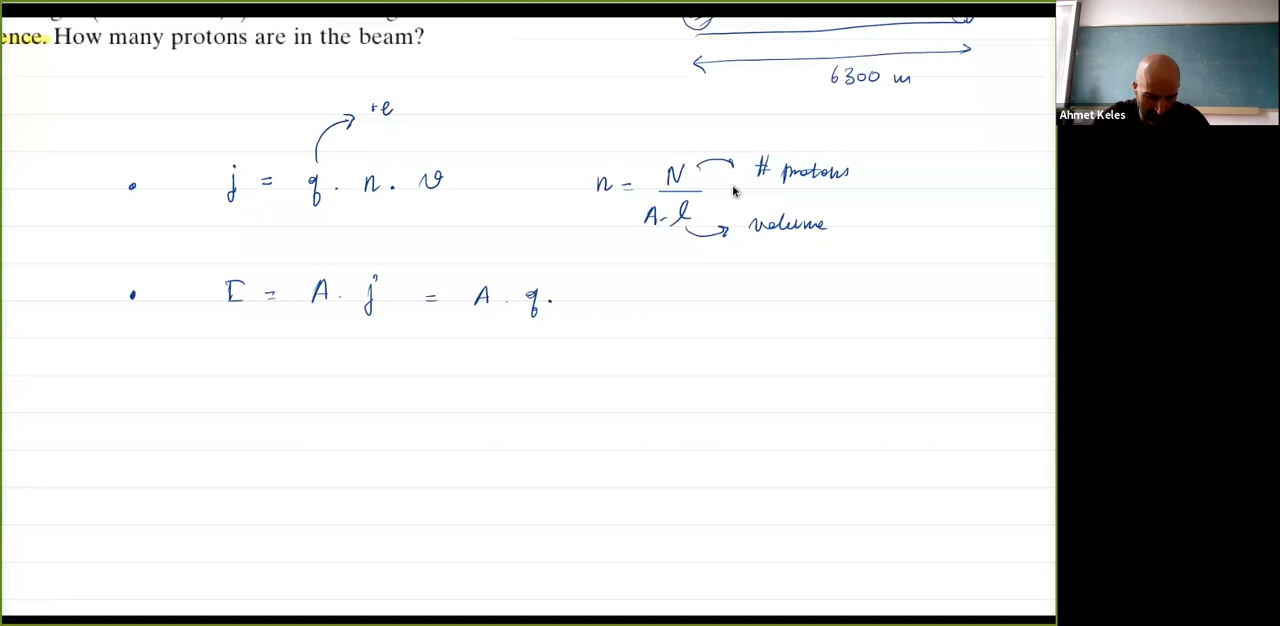 ence. How many protons are in the beam?
6300 m
+e
j = q . n . v
n = N / A.l
# protons
volume
I = A . j = A . q .
Ahmet Keles